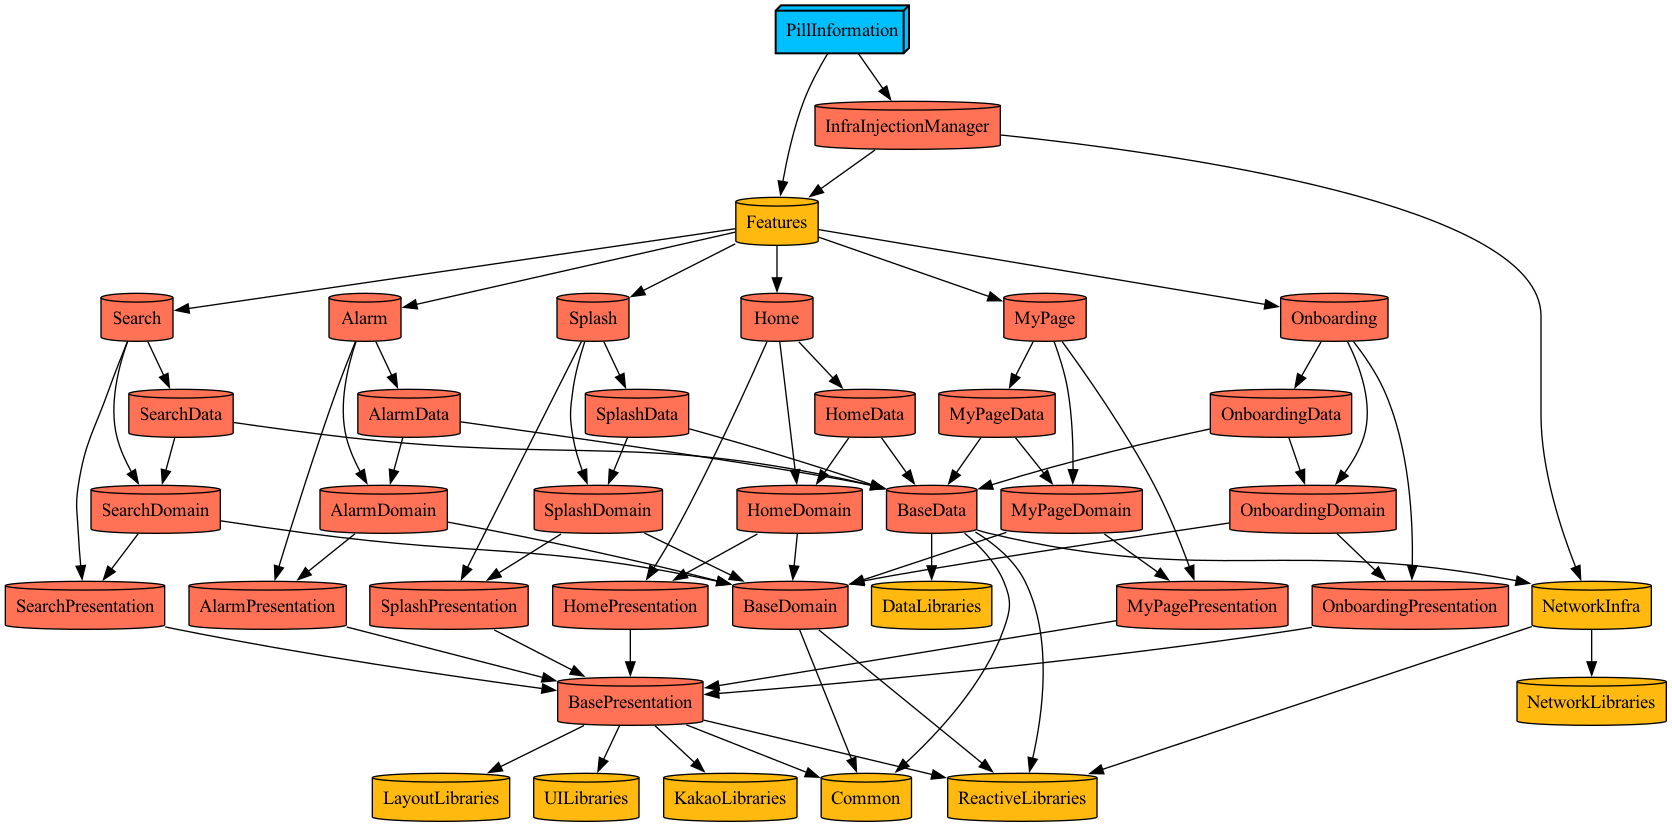 PillInformation
InfraInjectionManager
Features
Search
Alarm
Splash
Home
MyPage
Onboarding
SearchData
AlarmData
SplashData
HomeData
MyPageData
OnboardingData
SearchDomain
AlarmDomain
SplashDomain
HomeDomain
BaseData
MyPageDomain
OnboardingDomain
SearchPresentation
AlarmPresentation
SplashPresentation
HomePresentation
BaseDomain
DataLibraries
MyPagePresentation
OnboardingPresentation
NetworkInfra
BasePresentation
NetworkLibraries
LayoutLibraries
UILibraries
KakaoLibraries
Common
ReactiveLibraries